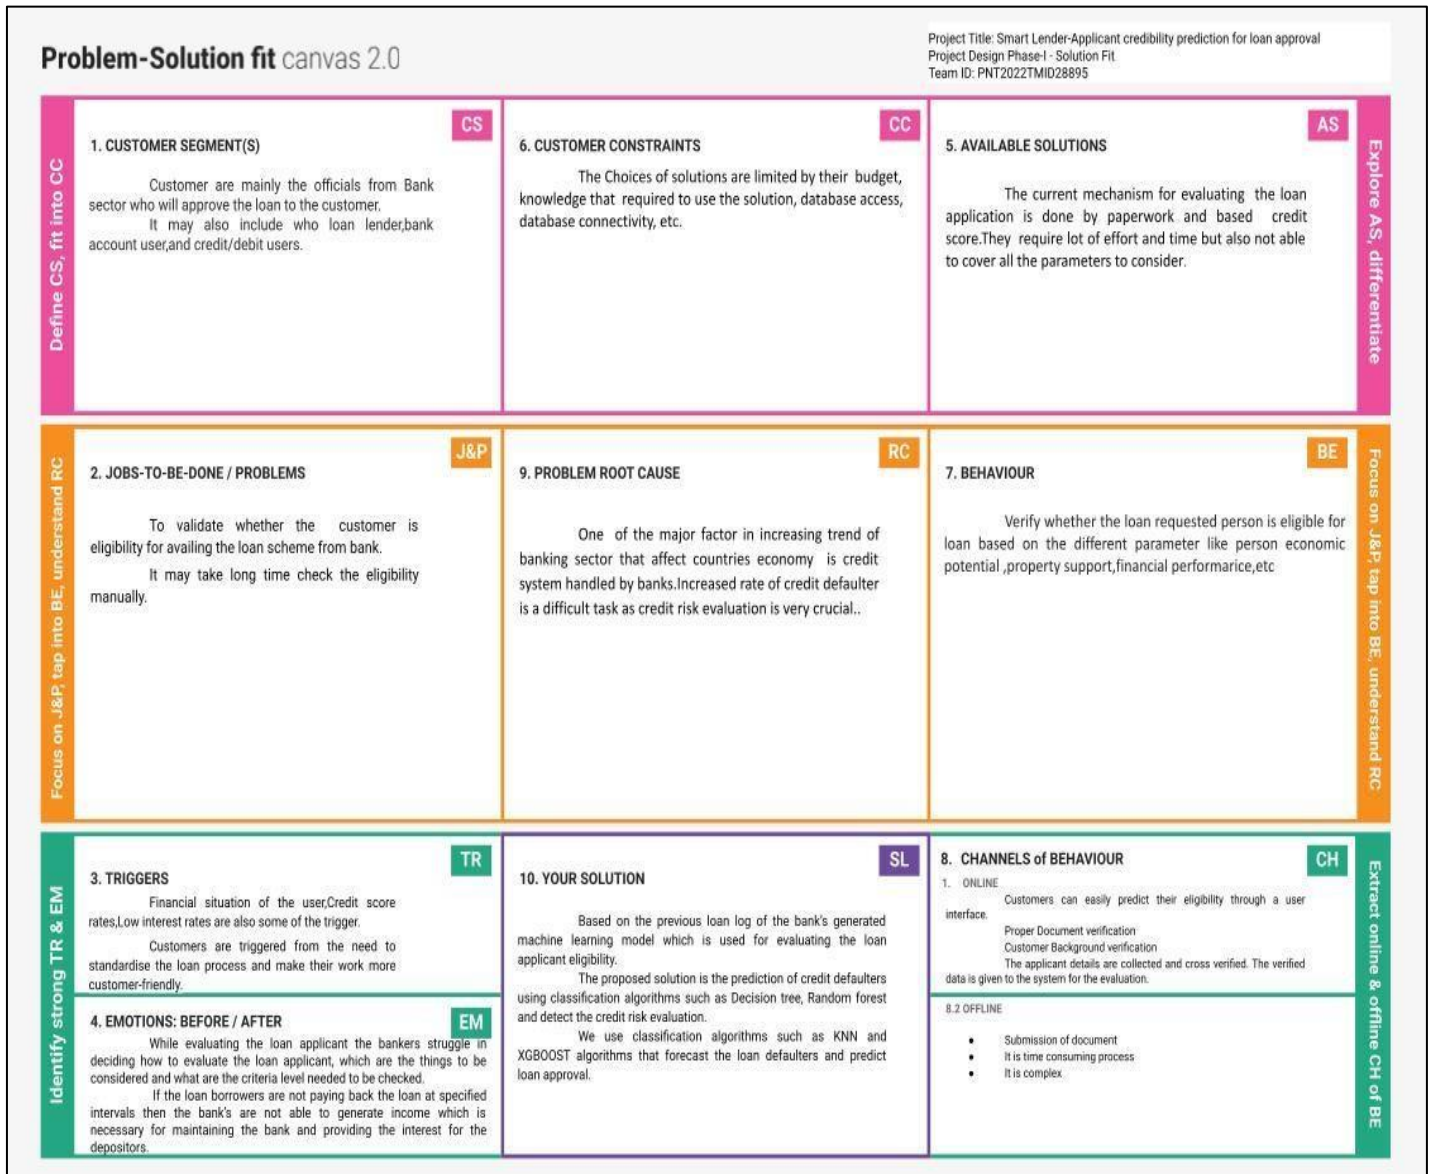 Problem-Solution fit canvas 2.0
Project Title: Smart Lender-Applicant credibility prediction for loan approval
Project Design Phase-I - Solution Fit
Team ID: PNT2022TMID28895
Define CS, fit into CC
CS
1. CUSTOMER SEGMENT(S)
Customer are mainly the officials from Bank
sector who will approve the loan to the customer.
It may also include who loan lender,bank
account user,and credit/debit users.
CC
6. CUSTOMER CONSTRAINTS
The Choices of solutions are limited by their budget,
knowledge that required to use the solution, database access,
database connectivity, etc.
AS
5. AVAILABLE SOLUTIONS
The current mechanism for evaluating the loan
application is done by paperwork and based credit
score.They require lot of effort and time but also not able
to cover all the parameters to consider.
Explore AS, differentiate
Focus on J&P, tap into BE, understand RC
J&P
2. JOBS-TO-BE-DONE / PROBLEMS
To validate whether the customer is
eligibility for availing the loan scheme from bank.
It may take long time check the eligibility
manually.
RC
9. PROBLEM ROOT CAUSE
One of the major factor in increasing trend of
banking sector that affect countries economy is credit
system handled by banks.Increased rate of credit defaulter
is a difficult task as credit risk evaluation is very crucial..
BE
7. BEHAVIOUR
Verify whether the loan requested person is eligible for
loan based on the different parameter like person economic
potential ,property support,financial performarice,etc
Focus on J&P, tap into BE, understand RC
Identify strong TR & EM
TR
3. TRIGGERS
Financial situation of the user,Credit score
rates,Low interest rates are also some of the trigger.
Customers are triggered from the need to
standardise the loan process and make their work more
customer-friendly.
4. EMOTIONS: BEFORE / AFTER
EM
While evaluating the loan applicant the bankers struggle in
deciding how to evaluate the loan applicant, which are the things to be
considered and what are the criteria level needed to be checked.
If the loan borrowers are not paying back the loan at specified
intervals then the bank's are not able to generate income which is
necessary for maintaining the bank and providing the interest for the
depositors.
SL
10. YOUR SOLUTION
Based on the previous loan log of the bank's generated
machine learning model which is used for evaluating the loan
applicant eligibility.
The proposed solution is the prediction of credit defaulters
using classification algorithms such as Decision tree, Random forest
and detect the credit risk evaluation.
We use classification algorithms such as KNN and
XGBOOST algorithms that forecast the loan defaulters and predict
loan approval.
8. CHANNELS of BEHAVIOUR
CH
1. ONLINE
Customers can easily predict their eligibility through a user
interface.
Proper Document verification
Customer Background verification
The applicant details are collected and cross verified. The verified
data is given to the system for the evaluation.
8.2 OFFLINE
• Submission of document
• It is time consuming process
• It is complex
Extract online & offline CH of BE